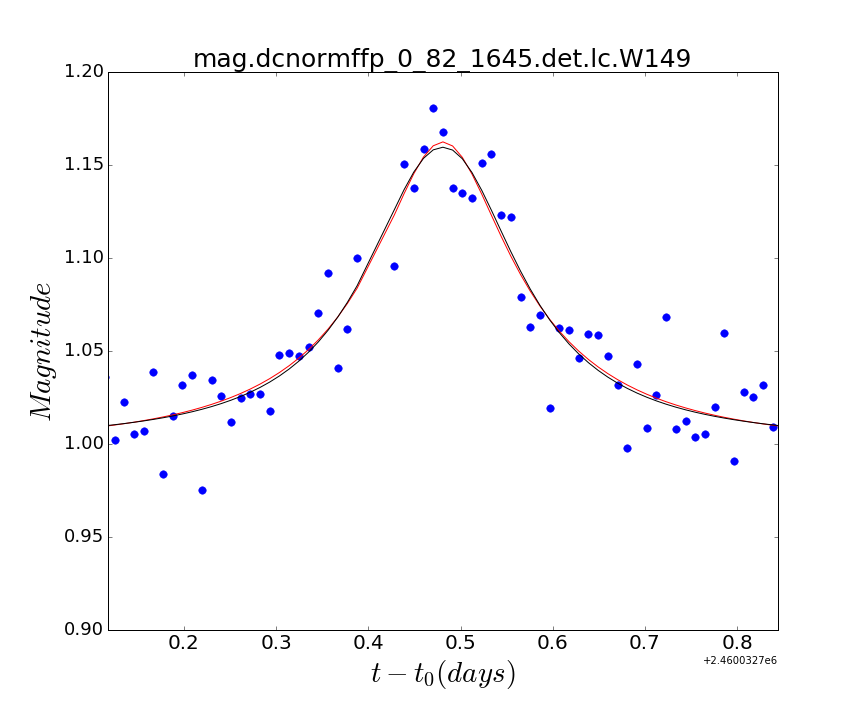 mag.dcnormffp_0_82_1645.det.lc.W149
1.20
1.15
1.10
1.05
1.00
0.95
0.90
Magnitude
0.2 0.3 0.4 0.5 0.6 0.7 0.8
+2.4600327e6
t − t₀(days)